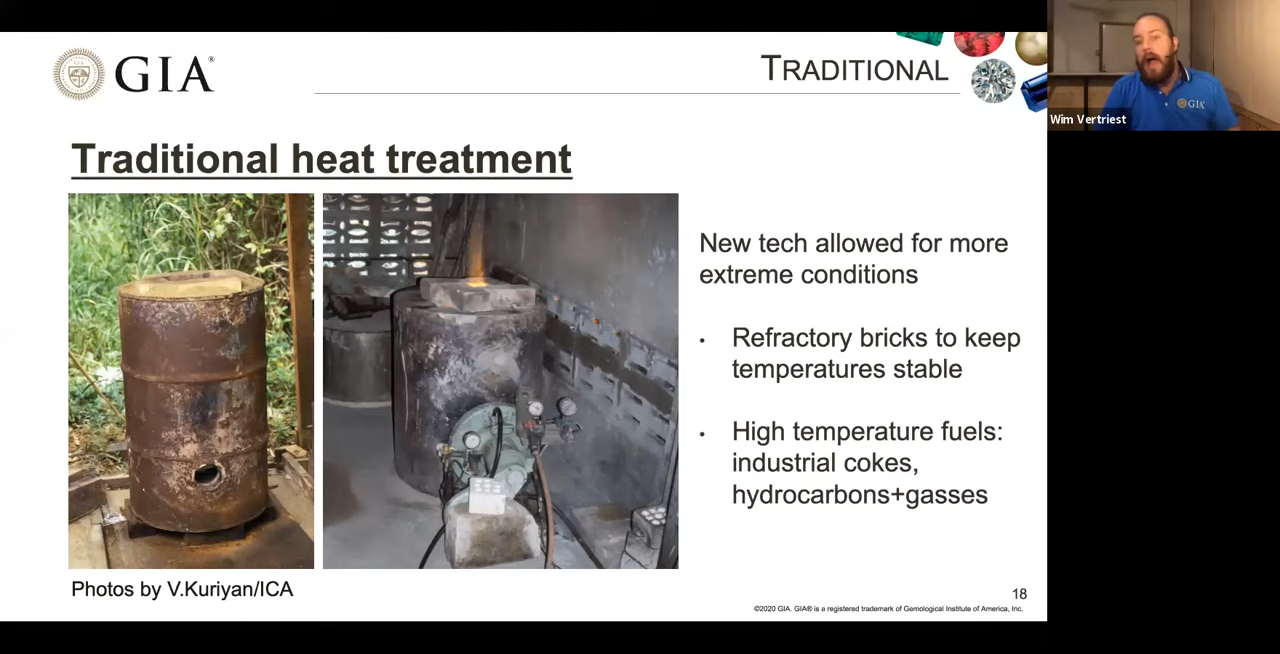 GIA®
TRADITIONAL
Wim Vertriest
GIA
Traditional heat treatment
New tech allowed for more
extreme conditions
• Refractory bricks to keep
temperatures stable
• High temperature fuels:
industrial cokes,
hydrocarbons+gasses
Photos by V.Kuriyan/ICA
18
©2020 GIA. GIA® is a registered trademark of Gemological Institute of America, Inc.